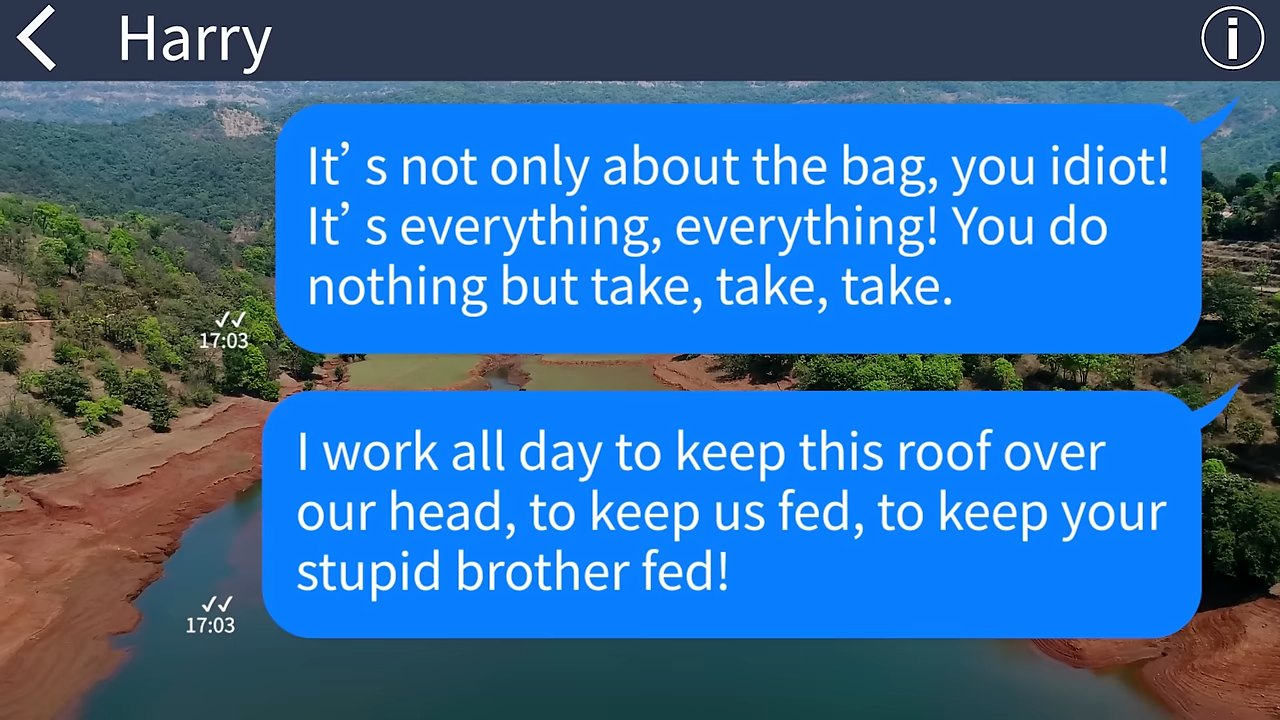 Harry
It’s not only about the bag, you idiot!
It’s everything, everything! You do
nothing but take, take, take.
17:03
I work all day to keep this roof over
our head, to keep us fed, to keep your
stupid brother fed!
17:03